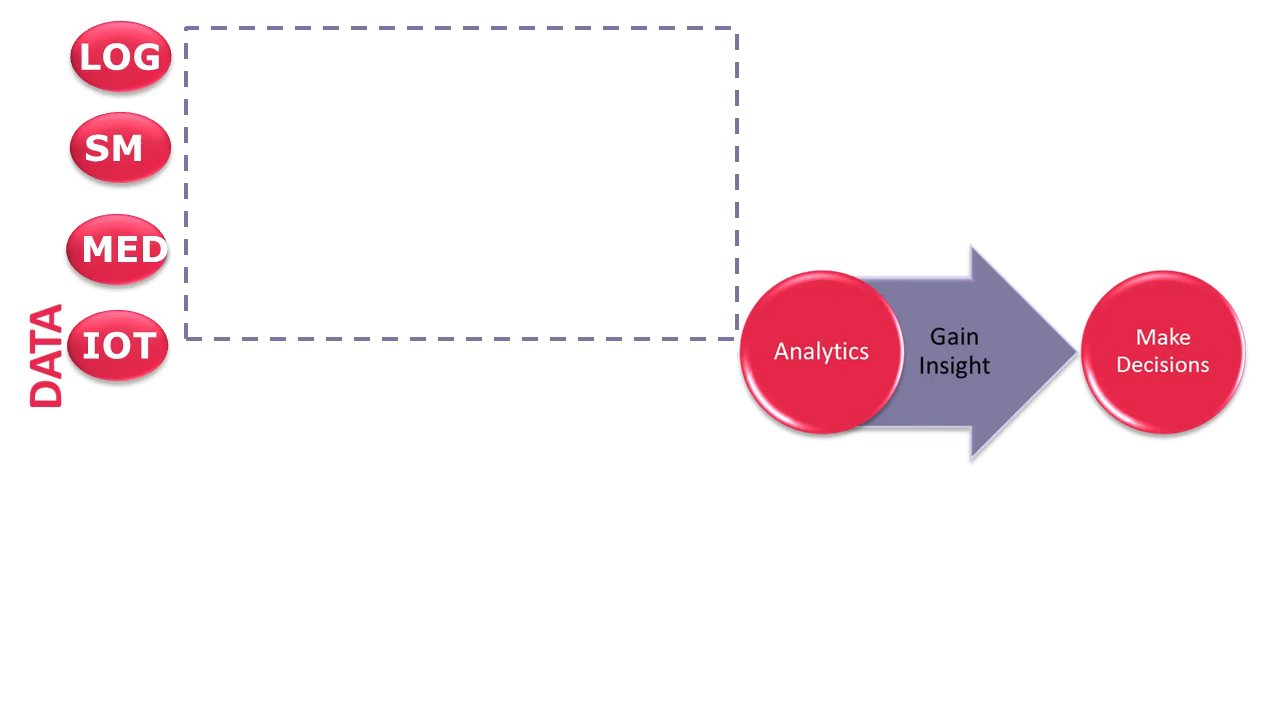 LOG
SM
MED
IOT
DATA
Analytics
Gain
Insight
Make
Decisions